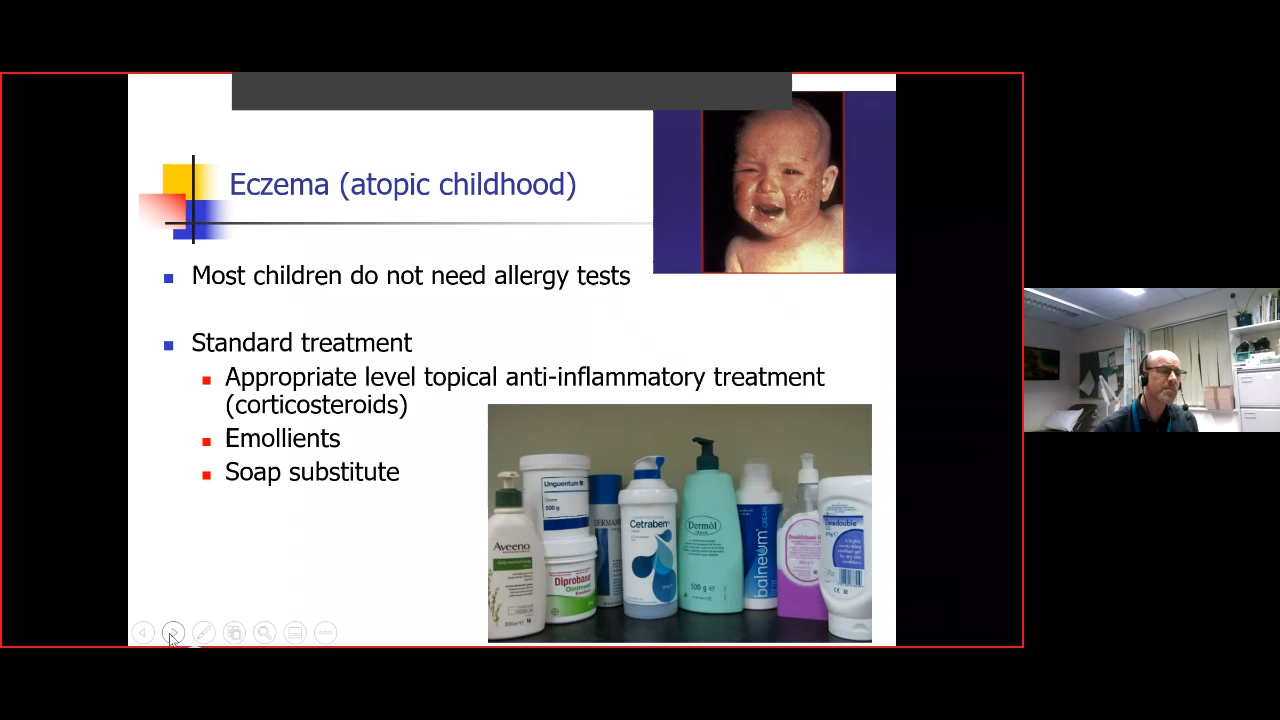 Eczema (atopic childhood)
Most children do not need allergy tests
Standard treatment
Appropriate level topical anti-inflammatory treatment
(corticosteroids)
Emollients
Soap substitute
Aveeno
Unguentum M
500 g
Diprobase
Ointment
Cetraben
Dermol
500 g
balneum
CREAM